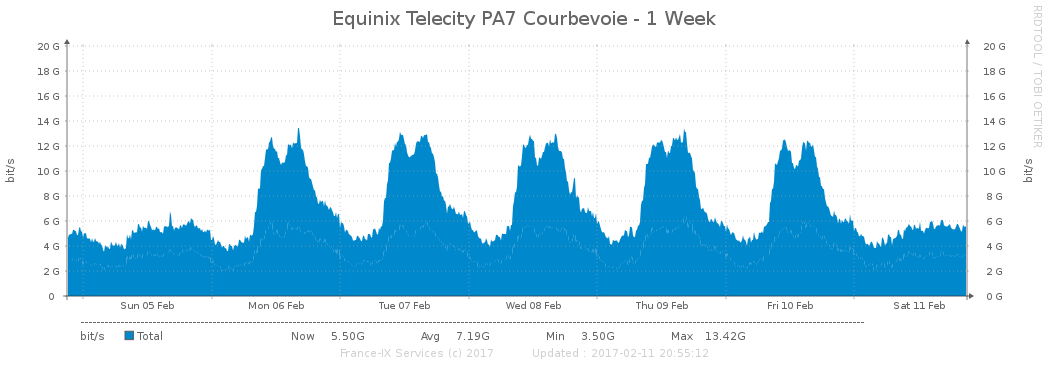 Equinix Telecity PA7 Courbevoie - 1 Week
RRDTOOL / TOBI OETIKER
bit/s
20 G
18 G
16 G
14 G
12 G
10 G
8 G
6 G
4 G
2 G
0
20 G
18 G
16 G
14 G
12 G
10 G
8 G
6 G
4 G
2 G
0 G
bit/s
Sun 05 Feb Mon 06 Feb Tue 07 Feb Wed 08 Feb Thu 09 Feb Fri 10 Feb Sat 11 Feb
bit/s Total Now 5.50G Avg 7.19G Min 3.50G Max 13.42G
France-IX Services (c) 2017 Updated : 2017-02-11 20:55:12